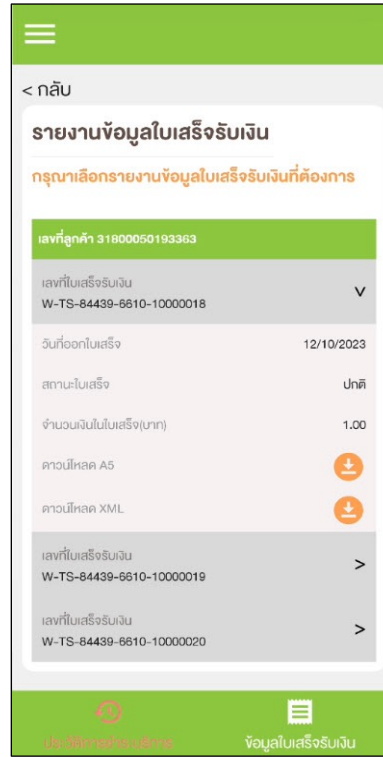 < กลับ
รายงานข้อมูลใบเสร็จรับเงิน
กรุณาเลือกรายงานข้อมูลใบเสร็จรับเงินที่ต้องการ
เลขที่ลูกค้า 31800050193363
เลขที่ใบเสร็จรับเงิน
W-TS-84439-6610-10000018
v
วันที่ออกใบเสร็จ 12/10/2023
สถานะใบเสร็จ ปกติ
จำนวนเงินในใบเสร็จ(บาท) 1.00
ดาวน์โหลด A5
ดาวน์โหลด XML
เลขที่ใบเสร็จรับเงิน
W-TS-84439-6610-10000019
>
เลขที่ใบเสร็จรับเงิน
W-TS-84439-6610-10000020
>
ข้อมูลใบเสร็จรับเงิน